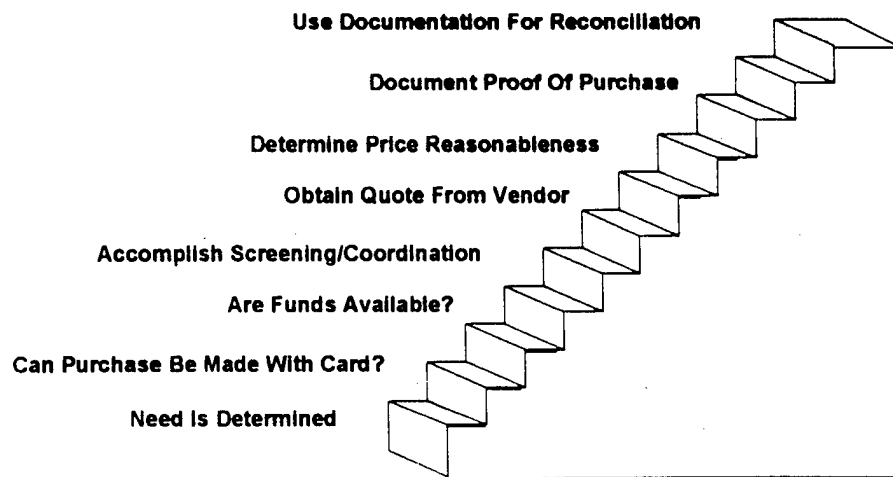 Use Documentation For Reconciliation
Document Proof Of Purchase
Determine Price Reasonableness
Obtain Quote From Vendor
Accomplish Screening/Coordination
Are Funds Available?
Can Purchase Be Made With Card?
Need Is Determined